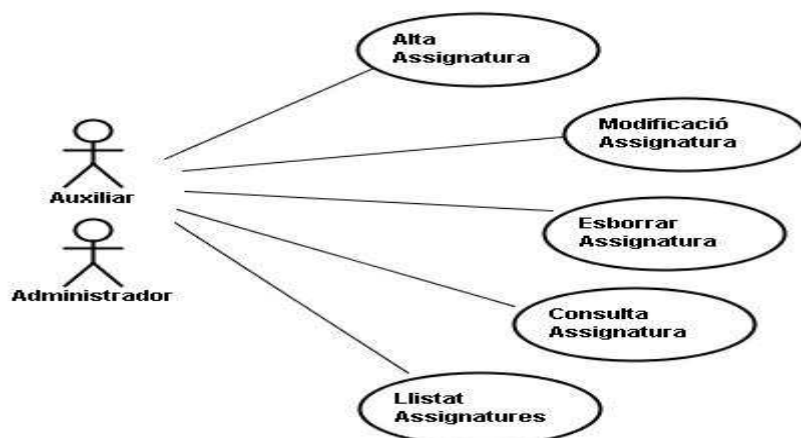 Alta
Assignatura
Modificació
Assignatura
Auxiliar
Esborrar
Assignatura
Administrador
Consulta
Assignatura
Llistat
Assignatures